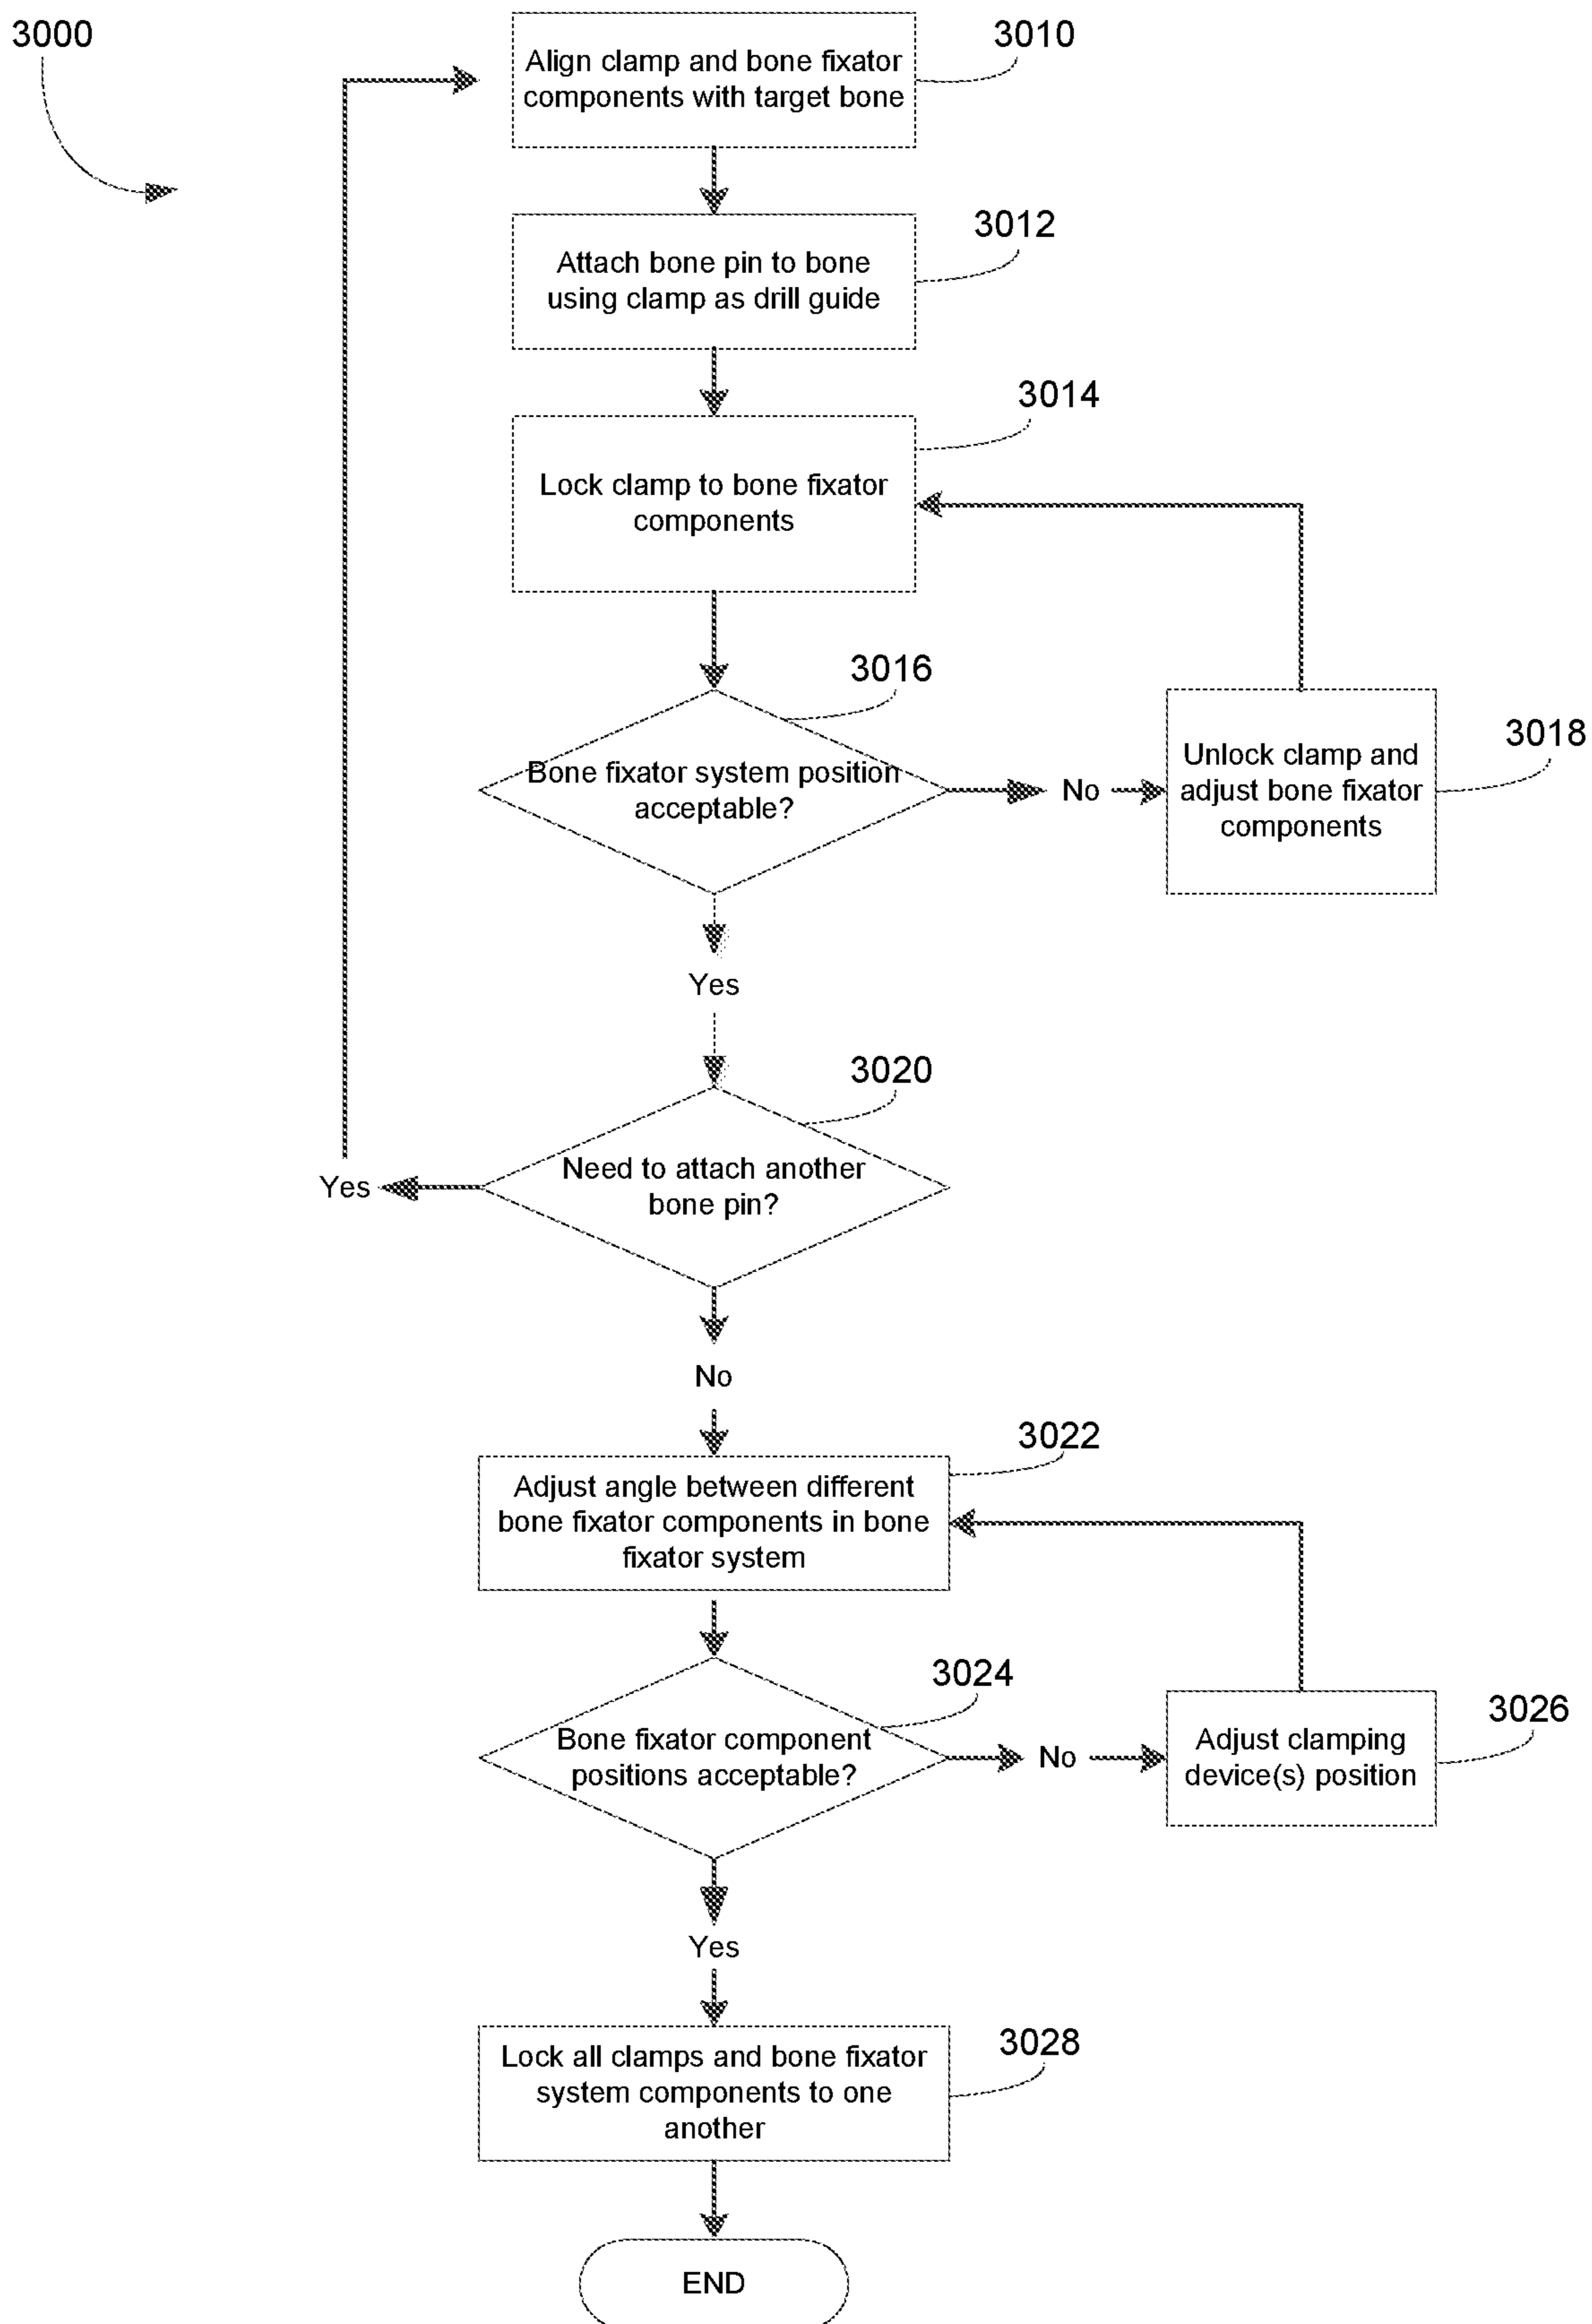 3000
3010
Align clamp and bone fixator
components with target bone
3012
Attach bone pin to bone
using clamp as drill guide
3014
Lock clamp to bone fixator
components
3016
Bone fixator system position
acceptable?
No
3018
Unlock clamp and
adjust bone fixator
components
Yes
3020
Need to attach another
bone pin?
Yes
No
3022
Adjust angle between different
bone fixator components in bone
fixator system
3024
Bone fixator component
positions acceptable?
No
3026
Adjust clamping
device(s) position
Yes
3028
Lock all clamps and bone fixator
system components to one
another
END